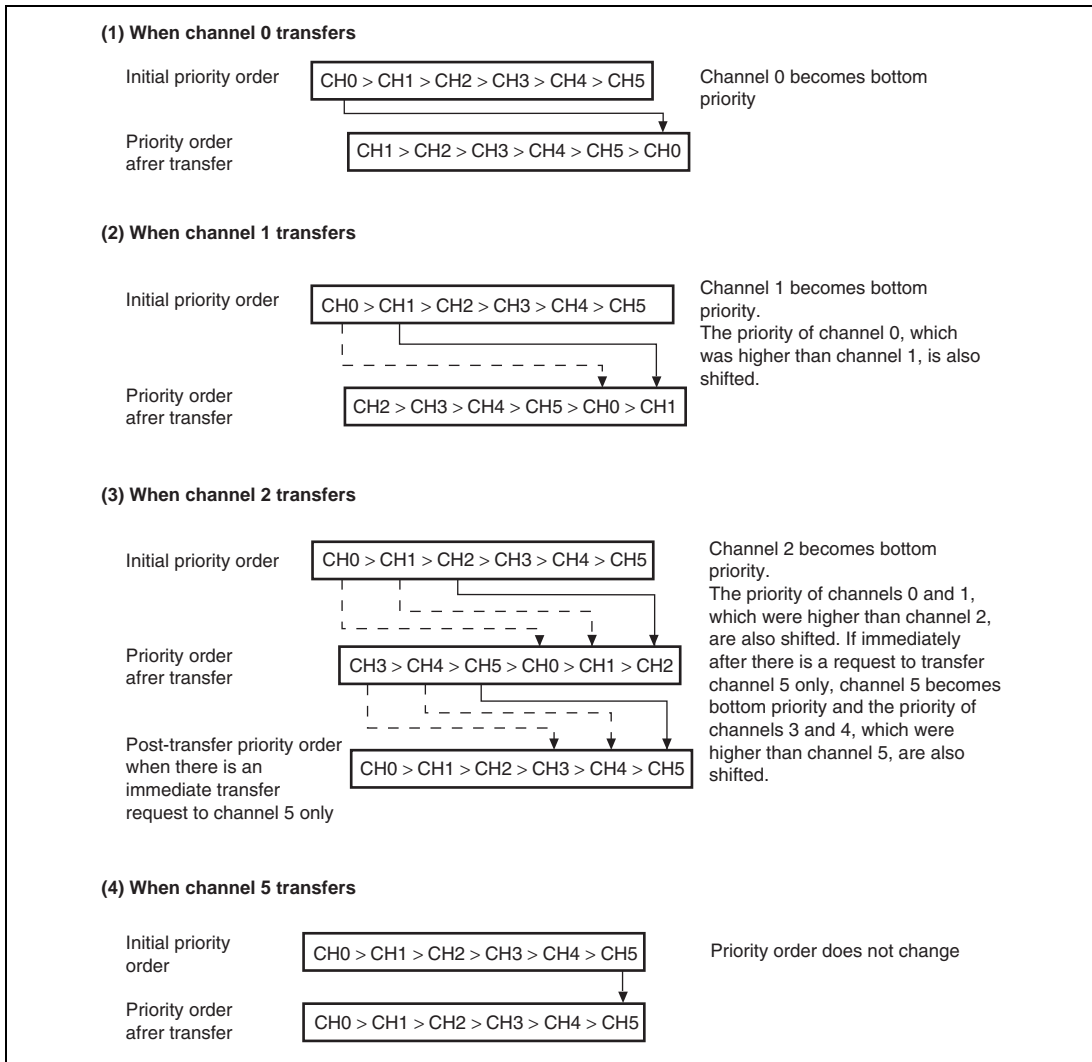 (1) When channel 0 transfers
Initial priority order
CH0 > CH1 > CH2 > CH3 > CH4 > CH5
Channel 0 becomes bottom
priority
Priority order
afrer transfer
CH1 > CH2 > CH3 > CH4 > CH5 > CH0
(2) When channel 1 transfers
Initial priority order
CH0 > CH1 > CH2 > CH3 > CH4 > CH5
Channel 1 becomes bottom
priority.
The priority of channel 0, which
was higher than channel 1, is also
shifted.
Priority order
afrer transfer
CH2 > CH3 > CH4 > CH5 > CH0 > CH1
(3) When channel 2 transfers
Initial priority order
CH0 > CH1 > CH2 > CH3 > CH4 > CH5
Channel 2 becomes bottom
priority.
The priority of channels 0 and 1,
which were higher than channel 2,
are also shifted. If immediately
after there is a request to transfer
channel 5 only, channel 5 becomes
bottom priority and the priority of
channels 3 and 4, which were
higher than channel 5, are also
shifted.
Priority order
afrer transfer
CH3 > CH4 > CH5 > CH0 > CH1 > CH2
Post-transfer priority order
when there is an
immediate transfer
request to channel 5 only
CH0 > CH1 > CH2 > CH3 > CH4 > CH5
(4) When channel 5 transfers
Initial priority
order
CH0 > CH1 > CH2 > CH3 > CH4 > CH5
Priority order does not change
Priority order
afrer transfer
CH0 > CH1 > CH2 > CH3 > CH4 > CH5